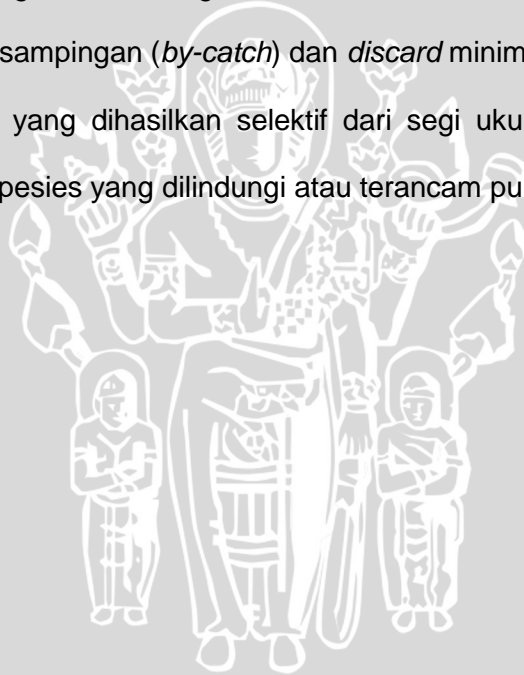 sampingan (by-catch) dan discard minim
yang dihasilkan selektif dari segi uku
pesies yang dilindungi atau terancam pu